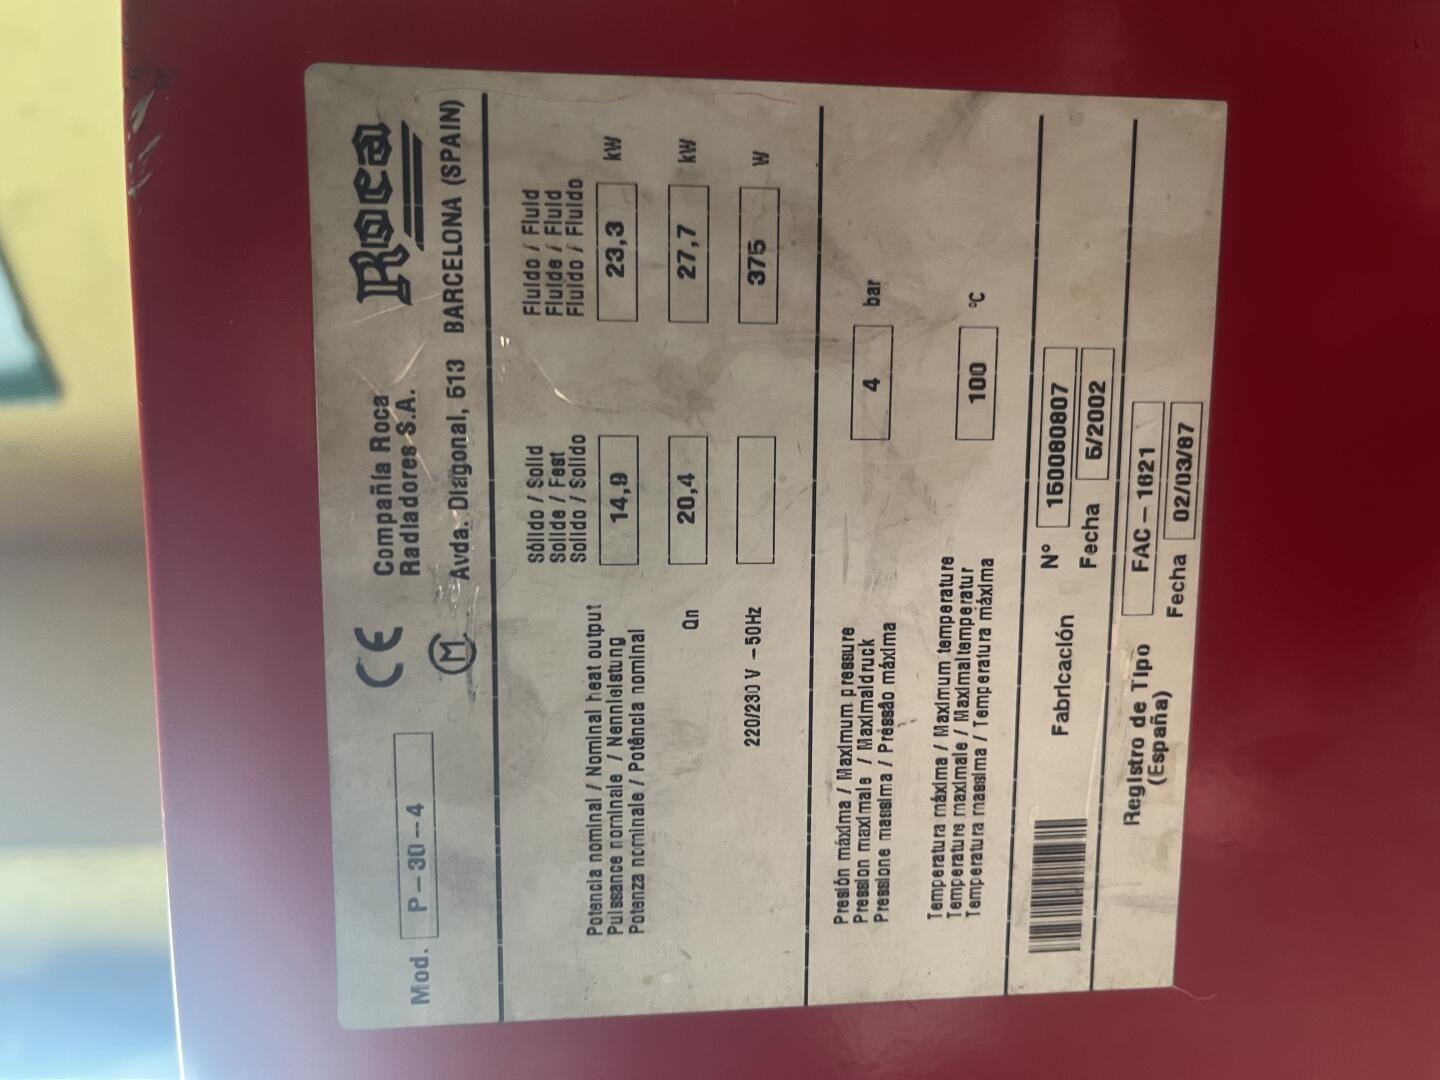 Mod. P-30-4
CE
M
Compañía Roca
Radiadores S.A.
Roca
Avda. Diagonal, 513 BARCELONA (SPAIN)
Sólido / Solid Fluido / Fluid
Solide / Fest Fluide / Fluid
Solido / Solido Fluido / Fluido
Potencia nominal / Nominal heat output
Puissance nominale / Nennleistung 14,9 23,3 kW
Potenza nominale / Potência nominal
Qn 20,4 27,7 kW
220/230 V -50Hz 375 W
Presión máxima / Maximum pressure
Pression maximale / Maximaldruck 4 bar
Pressione massima / Pressão máxima
Temperatura máxima / Maximum temperature
Temperature maximale / Maximaltemperatur 100 ºC
Temperatura massima / Temperatura máxima
Fabricación Nº 150080807
Fecha 5/2002
Registro de Tipo FAC-1621
(España) Fecha 02/03/87